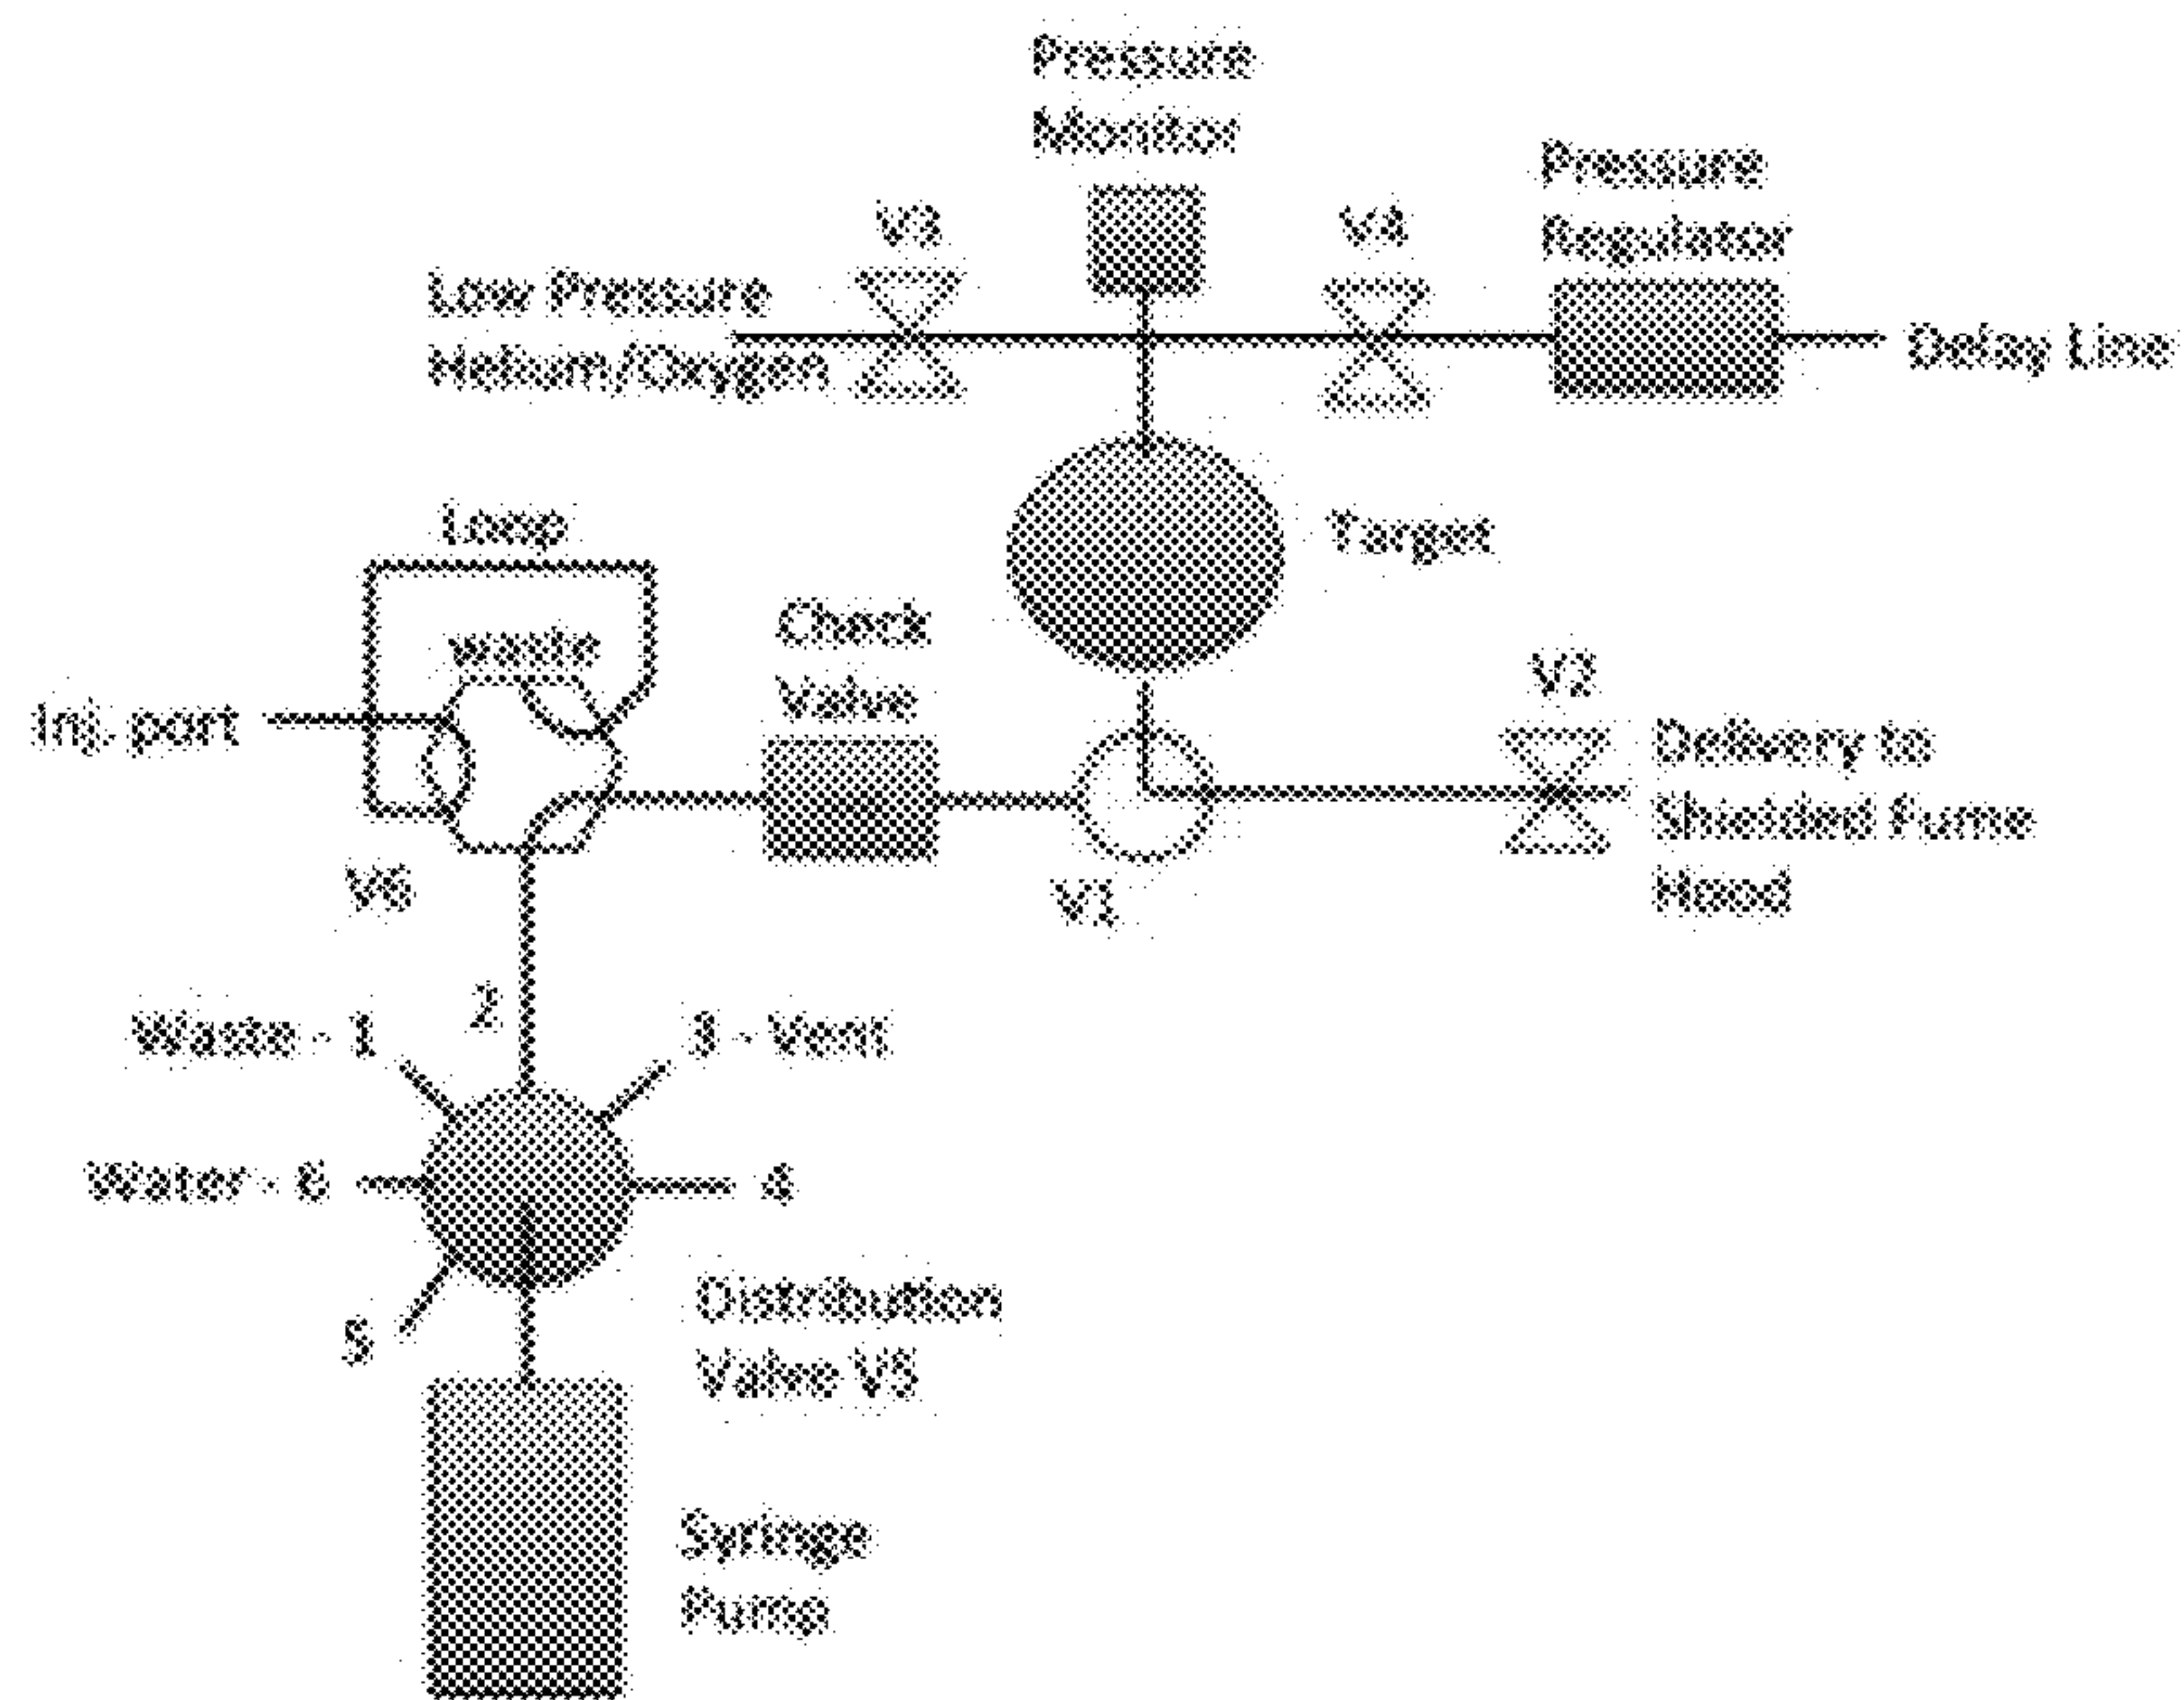 Pressure
Monitor
Pressure
Regulator
V3
V4
Low Pressure
Helium/Oxygen
Delay Line
Loop
Target
waste
Check
Valve
Inj. port
V2
Delivery to
Shielded Fume
Hood
V6
V1
2
Waste - 1
3 - Vent
Water - 6
4
5
Distribution
Valve V5
Syringe
Pump